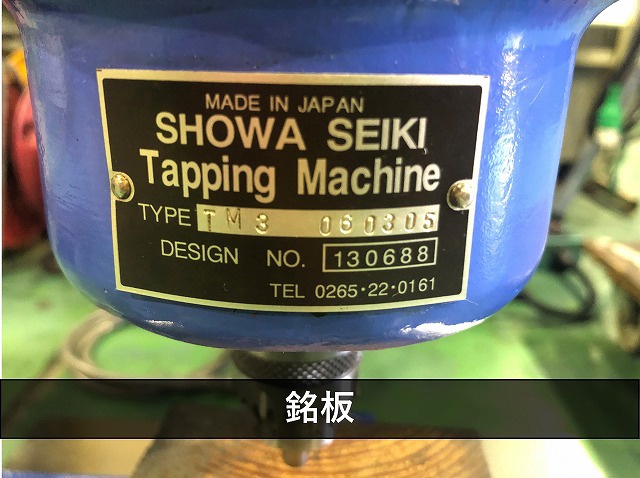 MADE IN JAPAN
SHOWA SEIKI
Tapping Machine
TYPE TM3 060305
DESIGN NO. 130688
TEL 0265・22・0161
銘板